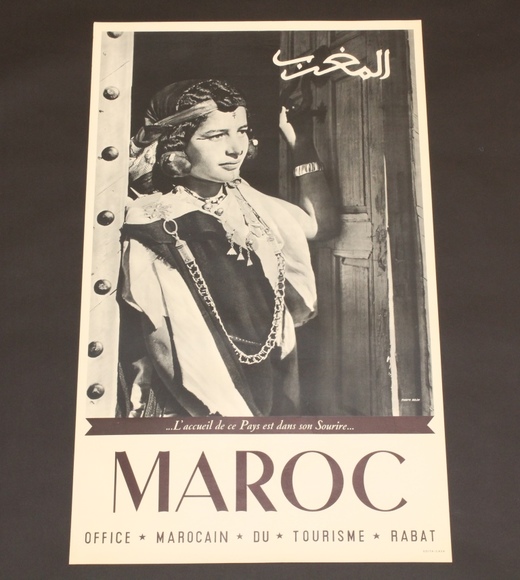 المغرب
...L'accueil de ce Pays est dans son Sourire...
MAROC
OFFICE ★ MAROCAIN ★ DU ★ TOURISME ★ RABAT